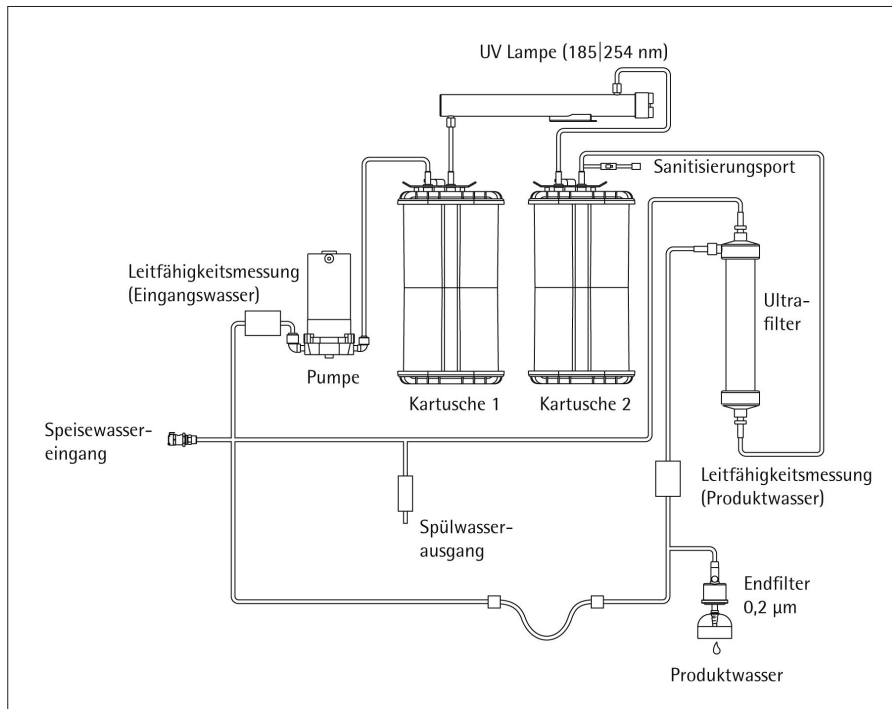 UV Lampe (185|254 nm)
Sanitisierungsport
Leitfähigkeitsmessung
(Eingangswasser)
Ultra-
filter
Pumpe
Kartusche 1
Kartusche 2
Speisewasser-
eingang
Leitfähigkeitsmessung
(Produktwasser)
Spülwasser-
ausgang
Endfilter
0,2 µm
Produktwasser